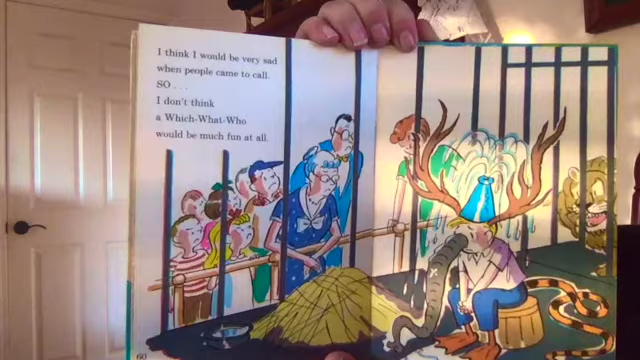 I think I would be very sad
when people came to call.
SO . . .
I don't think
a Which-What-Who
would be much fun at all.
60